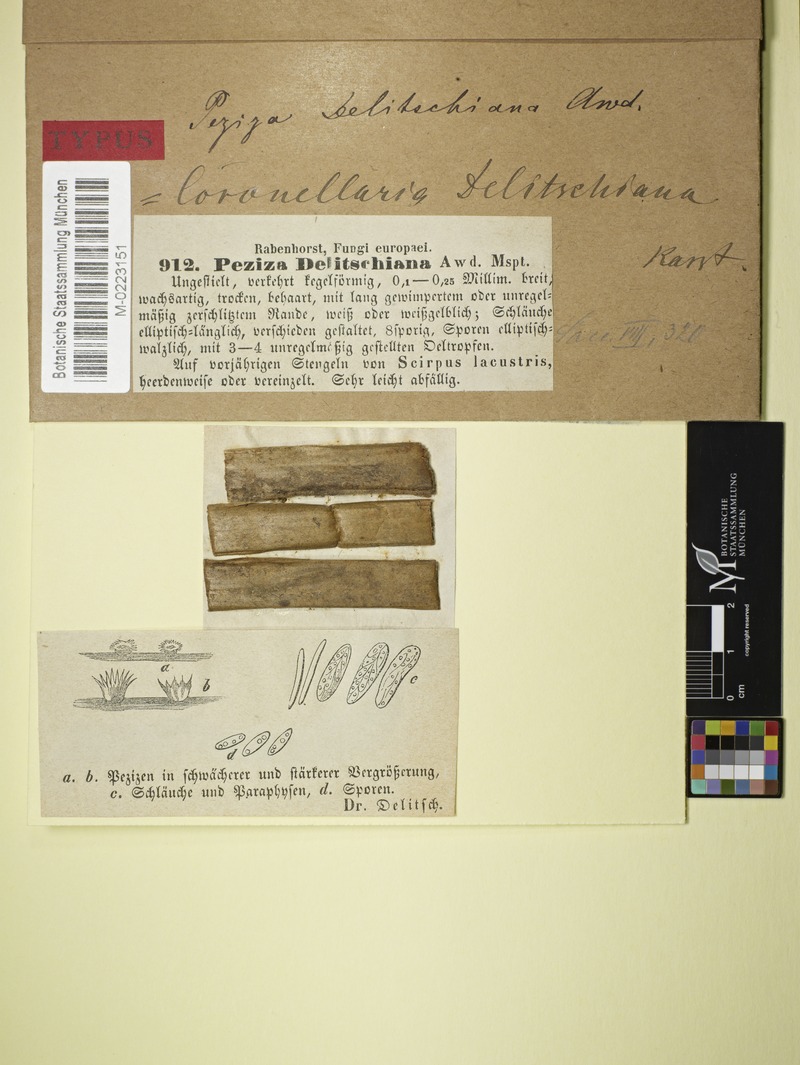 Peziza Delitschiana Awd.
TYPUS
= Coronellaria Delitschiana
Karst.
Sacc. VIII, 320
Botanische Staatssammlung München
M-0223151
Rabenhorst, Fungi europaei.
912. Peziza Delitschiana Awd. Mspt.
Ungestielt, verkehrt kegelförmig, 0,1—0,25 Millim. breit,
wachsartig, trocken, behaart, mit lang gewimpertem oder unregel-
mäßig zerschlitztem Rande, weiß oder weißgelblich; Schläuche
elliptisch-länglich, verschieden gestaltet, 8sporig, Sporen elliptisch-
walzlich, mit 3—4 unregelmäßig gestellten Oeltropfen.
Auf vorjährigen Stengeln von Scirpus lacustris,
heerdenweise oder vereinzelt. Sehr leicht abfällig.
a
b
c
d
a. b. Pezizen in schwächerer und stärkerer Vergrößerung,
c. Schläuche und Paraphysen, d. Sporen.
Dr. Delitsch.
BOTANISCHE
STAATSSAMMLUNG
MÜNCHEN
M
0 1 2
cm
copyright reserved